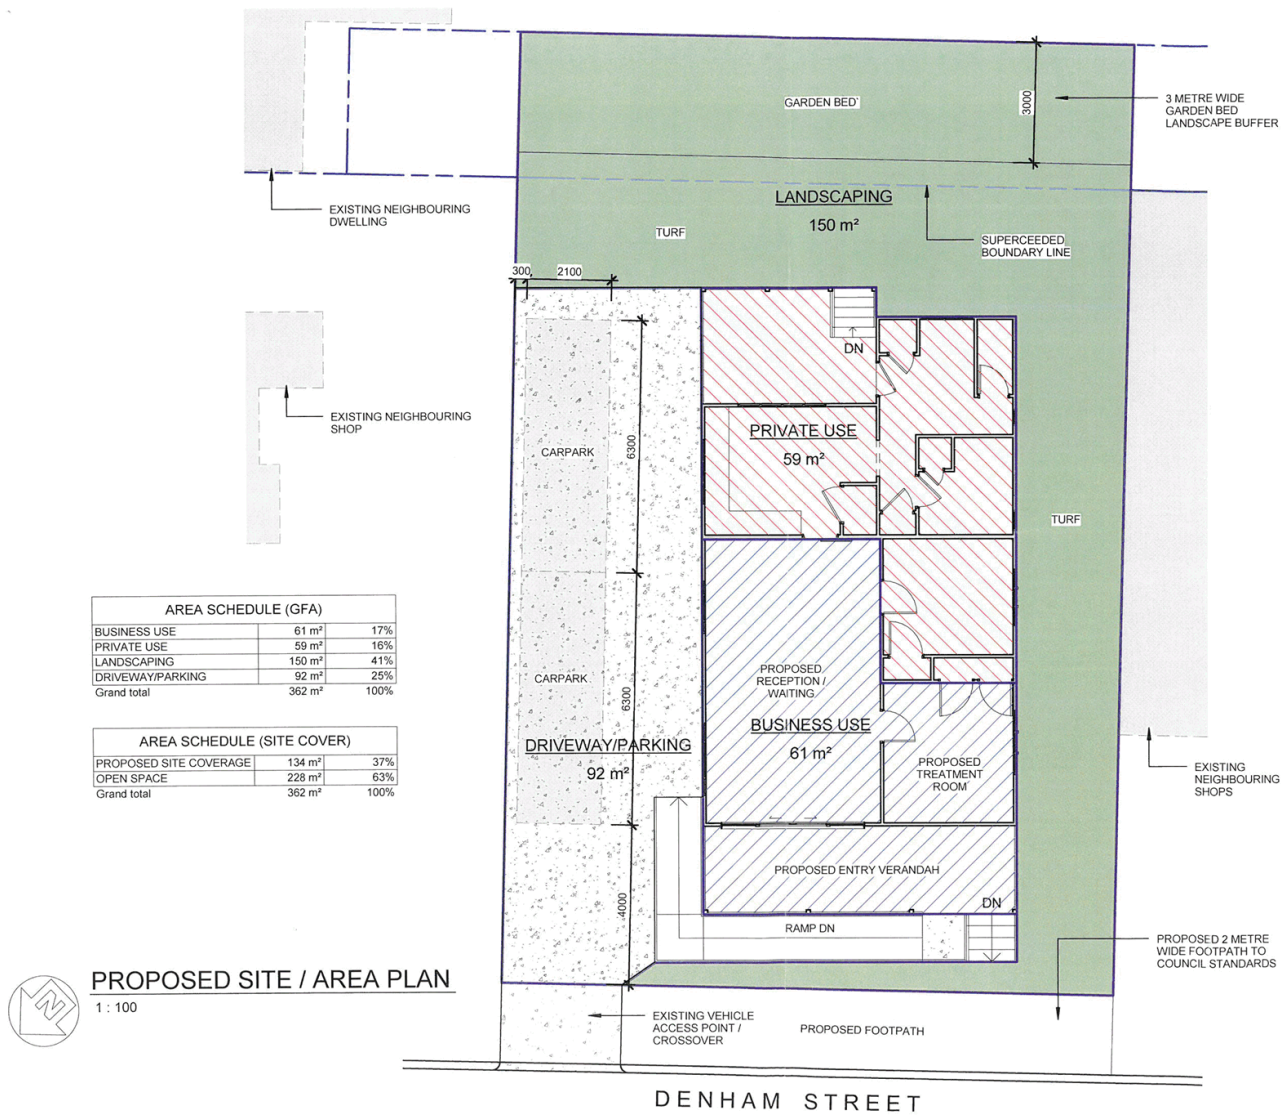 GARDEN BED
3000
3 METRE WIDE
GARDEN BED
LANDSCAPE BUFFER
EXISTING NEIGHBOURING
DWELLING
LANDSCAPING
150 m²
TURF
SUPERCEEDED
BOUNDARY LINE
300
2100
DN
EXISTING NEIGHBOURING
SHOP
CARPARK
6300
PRIVATE USE
59 m²
TURF
AREA SCHEDULE (GFA)
BUSINESS USE 61 m² 17%
PRIVATE USE 59 m² 16%
LANDSCAPING 150 m² 41%
DRIVEWAY/PARKING 92 m² 25%
Grand total 362 m² 100%
CARPARK
6300
PROPOSED
RECEPTION /
WAITING
BUSINESS USE
61 m²
DRIVEWAY/PARKING
92 m²
PROPOSED
TREATMENT
ROOM
EXISTING
NEIGHBOURING
SHOPS
AREA SCHEDULE (SITE COVER)
PROPOSED SITE COVERAGE 134 m² 37%
OPEN SPACE 228 m² 63%
Grand total 362 m² 100%
PROPOSED ENTRY VERANDAH
4000
DN
RAMP DN
PROPOSED 2 METRE
WIDE FOOTPATH TO
COUNCIL STANDARDS
N
PROPOSED SITE / AREA PLAN
1 : 100
EXISTING VEHICLE
ACCESS POINT /
CROSSOVER
PROPOSED FOOTPATH
DENHAM STREET